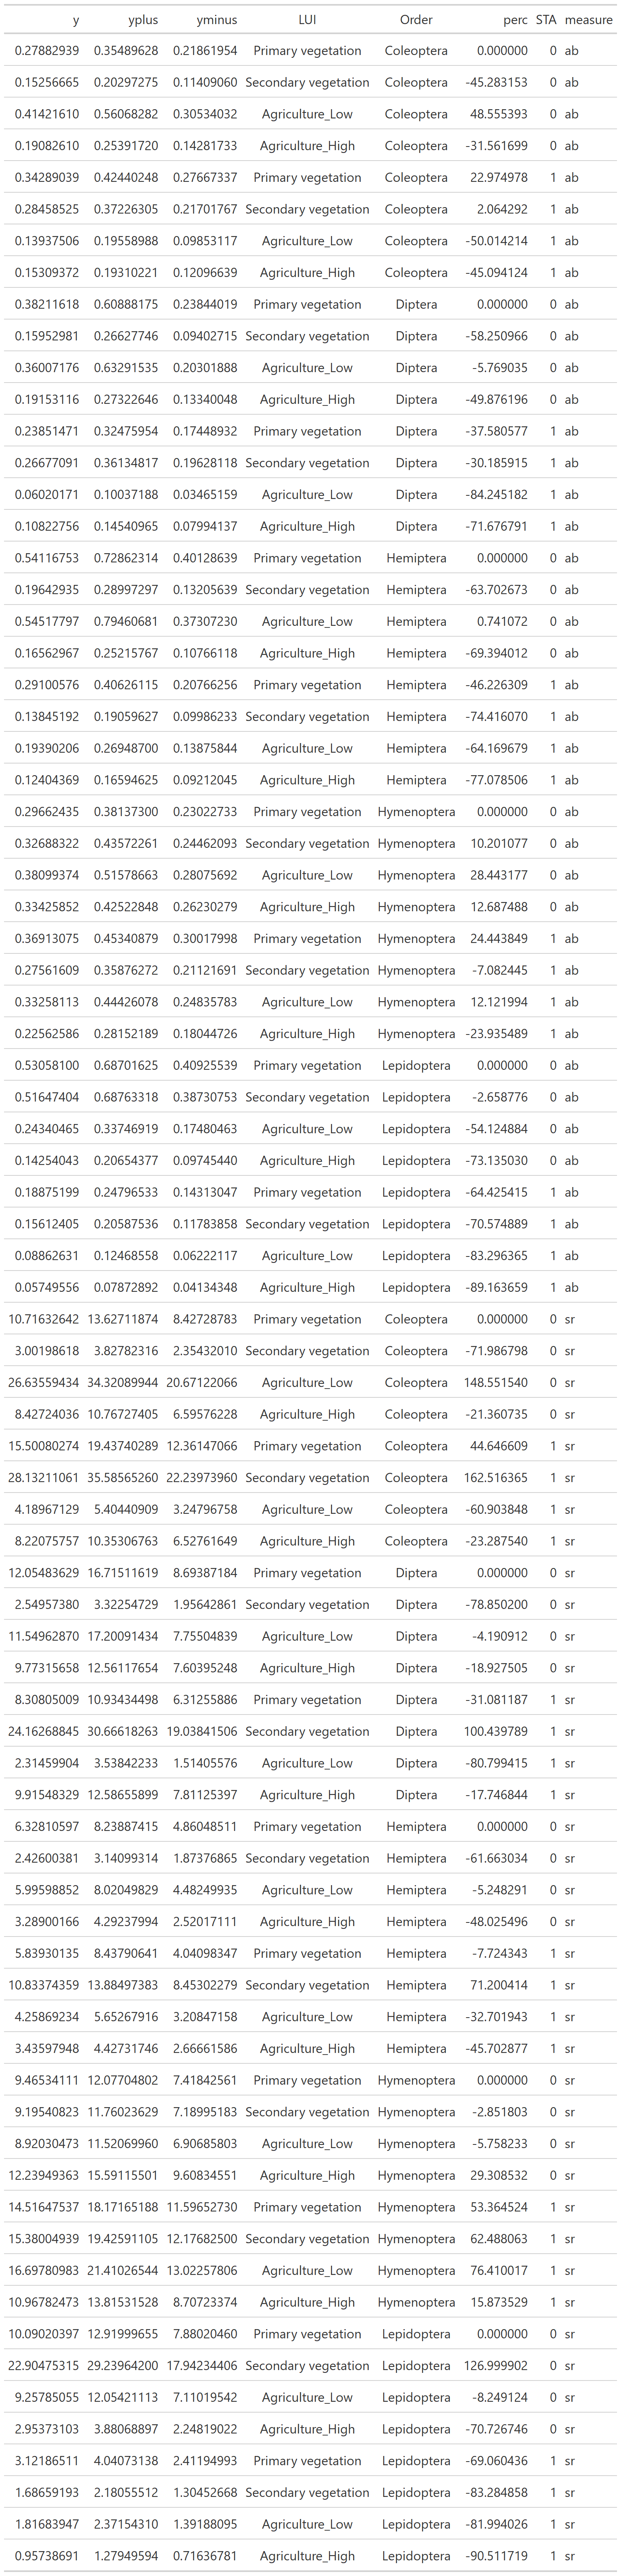 y yplus yminus LUI Order perc STA measure
0.27882939 0.35489628 0.21861954 Primary vegetation Coleoptera 0.000000 0 ab
0.15256665 0.20297275 0.11409060 Secondary vegetation Coleoptera -45.283153 0 ab
0.41421610 0.56068282 0.30534032 Agriculture_Low Coleoptera 48.555393 0 ab
0.19082610 0.25391720 0.14281733 Agriculture_High Coleoptera -31.561699 0 ab
0.34289039 0.42440248 0.27667337 Primary vegetation Coleoptera 22.974978 1 ab
0.28458525 0.37226305 0.21701767 Secondary vegetation Coleoptera 2.064292 1 ab
0.13937506 0.19558988 0.09853117 Agriculture_Low Coleoptera -50.014214 1 ab
0.15309372 0.19310221 0.12096639 Agriculture_High Coleoptera -45.094124 1 ab
0.38211618 0.60888175 0.23844019 Primary vegetation Diptera 0.000000 0 ab
0.15952981 0.26627746 0.09402715 Secondary vegetation Diptera -58.250966 0 ab
0.36007176 0.63291535 0.20301888 Agriculture_Low Diptera -5.769035 0 ab
0.19153116 0.27322646 0.13340048 Agriculture_High Diptera -49.876196 0 ab
0.23851471 0.32475954 0.17448932 Primary vegetation Diptera -37.580577 1 ab
0.26677091 0.36134817 0.19628118 Secondary vegetation Diptera -30.185915 1 ab
0.06020171 0.10037188 0.03465159 Agriculture_Low Diptera -84.245182 1 ab
0.10822756 0.14540965 0.07994137 Agriculture_High Diptera -71.676791 1 ab
0.54116753 0.72862314 0.40128639 Primary vegetation Hemiptera 0.000000 0 ab
0.19642935 0.28997297 0.13205639 Secondary vegetation Hemiptera -63.702673 0 ab
0.54517797 0.79460681 0.37307230 Agriculture_Low Hemiptera 0.741072 0 ab
0.16562967 0.25215767 0.10766118 Agriculture_High Hemiptera -69.394012 0 ab
0.29100576 0.40626115 0.20766256 Primary vegetation Hemiptera -46.226309 1 ab
0.13845192 0.19059627 0.09986233 Secondary vegetation Hemiptera -74.416070 1 ab
0.19390206 0.26948700 0.13875844 Agriculture_Low Hemiptera -64.169679 1 ab
0.12404369 0.16594625 0.09212045 Agriculture_High Hemiptera -77.078506 1 ab
0.29662435 0.38137300 0.23022733 Primary vegetation Hymenoptera 0.000000 0 ab
0.32688322 0.43572261 0.24462093 Secondary vegetation Hymenoptera 10.201077 0 ab
0.38099374 0.51578663 0.28075692 Agriculture_Low Hymenoptera 28.443177 0 ab
0.33425852 0.42522848 0.26230279 Agriculture_High Hymenoptera 12.687488 0 ab
0.36913075 0.45340879 0.30017998 Primary vegetation Hymenoptera 24.443849 1 ab
0.27561609 0.35876272 0.21121691 Secondary vegetation Hymenoptera -7.082445 1 ab
0.33258113 0.44426078 0.24835783 Agriculture_Low Hymenoptera 12.121994 1 ab
0.22562586 0.28152189 0.18044726 Agriculture_High Hymenoptera -23.935489 1 ab
0.53058100 0.68701625 0.40925539 Primary vegetation Lepidoptera 0.000000 0 ab
0.51647404 0.68763318 0.38730753 Secondary vegetation Lepidoptera -2.658776 0 ab
0.24340465 0.33746919 0.17480463 Agriculture_Low Lepidoptera -54.124884 0 ab
0.14254043 0.20654377 0.09745440 Agriculture_High Lepidoptera -73.135030 0 ab
0.18875199 0.24796533 0.14313047 Primary vegetation Lepidoptera -64.425415 1 ab
0.15612405 0.20587536 0.11783858 Secondary vegetation Lepidoptera -70.574889 1 ab
0.08862631 0.12468558 0.06222117 Agriculture_Low Lepidoptera -83.296365 1 ab
0.05749556 0.07872892 0.04134348 Agriculture_High Lepidoptera -89.163659 1 ab
10.71632642 13.62711874 8.42728783 Primary vegetation Coleoptera 0.000000 0 sr
3.00198618 3.82782316 2.35432010 Secondary vegetation Coleoptera -71.986798 0 sr
26.63559434 34.32089944 20.67122066 Agriculture_Low Coleoptera 148.551540 0 sr
8.42724036 10.76727405 6.59576228 Agriculture_High Coleoptera -21.360735 0 sr
15.50080274 19.43740289 12.36147066 Primary vegetation Coleoptera 44.646609 1 sr
28.13211061 35.58565260 22.23973960 Secondary vegetation Coleoptera 162.516365 1 sr
4.18967129 5.40440909 3.24796758 Agriculture_Low Coleoptera -60.903848 1 sr
8.22075757 10.35306763 6.52761649 Agriculture_High Coleoptera -23.287540 1 sr
12.05483629 16.71511619 8.69387184 Primary vegetation Diptera 0.000000 0 sr
2.54957380 3.32254729 1.95642861 Secondary vegetation Diptera -78.850200 0 sr
11.54962870 17.20091434 7.75504839 Agriculture_Low Diptera -4.190912 0 sr
9.77315658 12.56117654 7.60395248 Agriculture_High Diptera -18.927505 0 sr
8.30805009 10.93434498 6.31255886 Primary vegetation Diptera -31.081187 1 sr
24.16268845 30.66618263 19.03841506 Secondary vegetation Diptera 100.439789 1 sr
2.31459904 3.53842233 1.51405576 Agriculture_Low Diptera -80.799415 1 sr
9.91548329 12.58655899 7.81125397 Agriculture_High Diptera -17.746844 1 sr
6.32810597 8.23887415 4.86048511 Primary vegetation Hemiptera 0.000000 0 sr
2.42600381 3.14099314 1.87376865 Secondary vegetation Hemiptera -61.663034 0 sr
5.99598852 8.02049829 4.48249935 Agriculture_Low Hemiptera -5.248291 0 sr
3.28900166 4.29237994 2.52017111 Agriculture_High Hemiptera -48.025496 0 sr
5.83930135 8.43790641 4.04098347 Primary vegetation Hemiptera -7.724343 1 sr
10.83374359 13.88497383 8.45302279 Secondary vegetation Hemiptera 71.200414 1 sr
4.25869234 5.65267916 3.20847158 Agriculture_Low Hemiptera -32.701943 1 sr
3.43597948 4.42731746 2.66661586 Agriculture_High Hemiptera -45.702877 1 sr
9.46534111 12.07704802 7.41842561 Primary vegetation Hymenoptera 0.000000 0 sr
9.19540823 11.76023629 7.18995183 Secondary vegetation Hymenoptera -2.851803 0 sr
8.92030473 11.52069960 6.90685803 Agriculture_Low Hymenoptera -5.758233 0 sr
12.23949363 15.59115501 9.60834551 Agriculture_High Hymenoptera 29.308532 0 sr
14.51647537 18.17165188 11.59652730 Primary vegetation Hymenoptera 53.364524 1 sr
15.38004939 19.42591105 12.17682500 Secondary vegetation Hymenoptera 62.488063 1 sr
16.69780983 21.41026544 13.02257806 Agriculture_Low Hymenoptera 76.410017 1 sr
10.96782473 13.81531528 8.70723374 Agriculture_High Hymenoptera 15.873529 1 sr
10.09020397 12.91999655 7.88020460 Primary vegetation Lepidoptera 0.000000 0 sr
22.90475315 29.23964200 17.94234406 Secondary vegetation Lepidoptera 126.999902 0 sr
9.25785055 12.05421113 7.11019542 Agriculture_Low Lepidoptera -8.249124 0 sr
2.95373103 3.88068897 2.24819022 Agriculture_High Lepidoptera -70.726746 0 sr
3.12186511 4.04073138 2.41194993 Primary vegetation Lepidoptera -69.060436 1 sr
1.68659193 2.18055512 1.30452668 Secondary vegetation Lepidoptera -83.284858 1 sr
1.81683947 2.37154310 1.39188095 Agriculture_Low Lepidoptera -81.994026 1 sr
0.95738691 1.27949594 0.71636781 Agriculture_High Lepidoptera -90.511719 1 sr